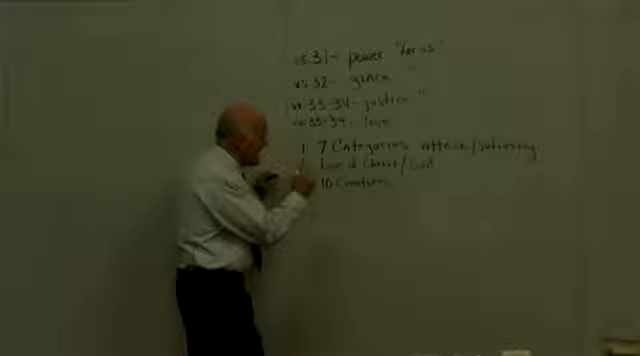 vs. 31- power "for us"
vs. 32- grace "
vs. 33-34- justice "
vs. 35-39- love
1 7 Categories attack/suffering
Love of Christ/God
10 Creations